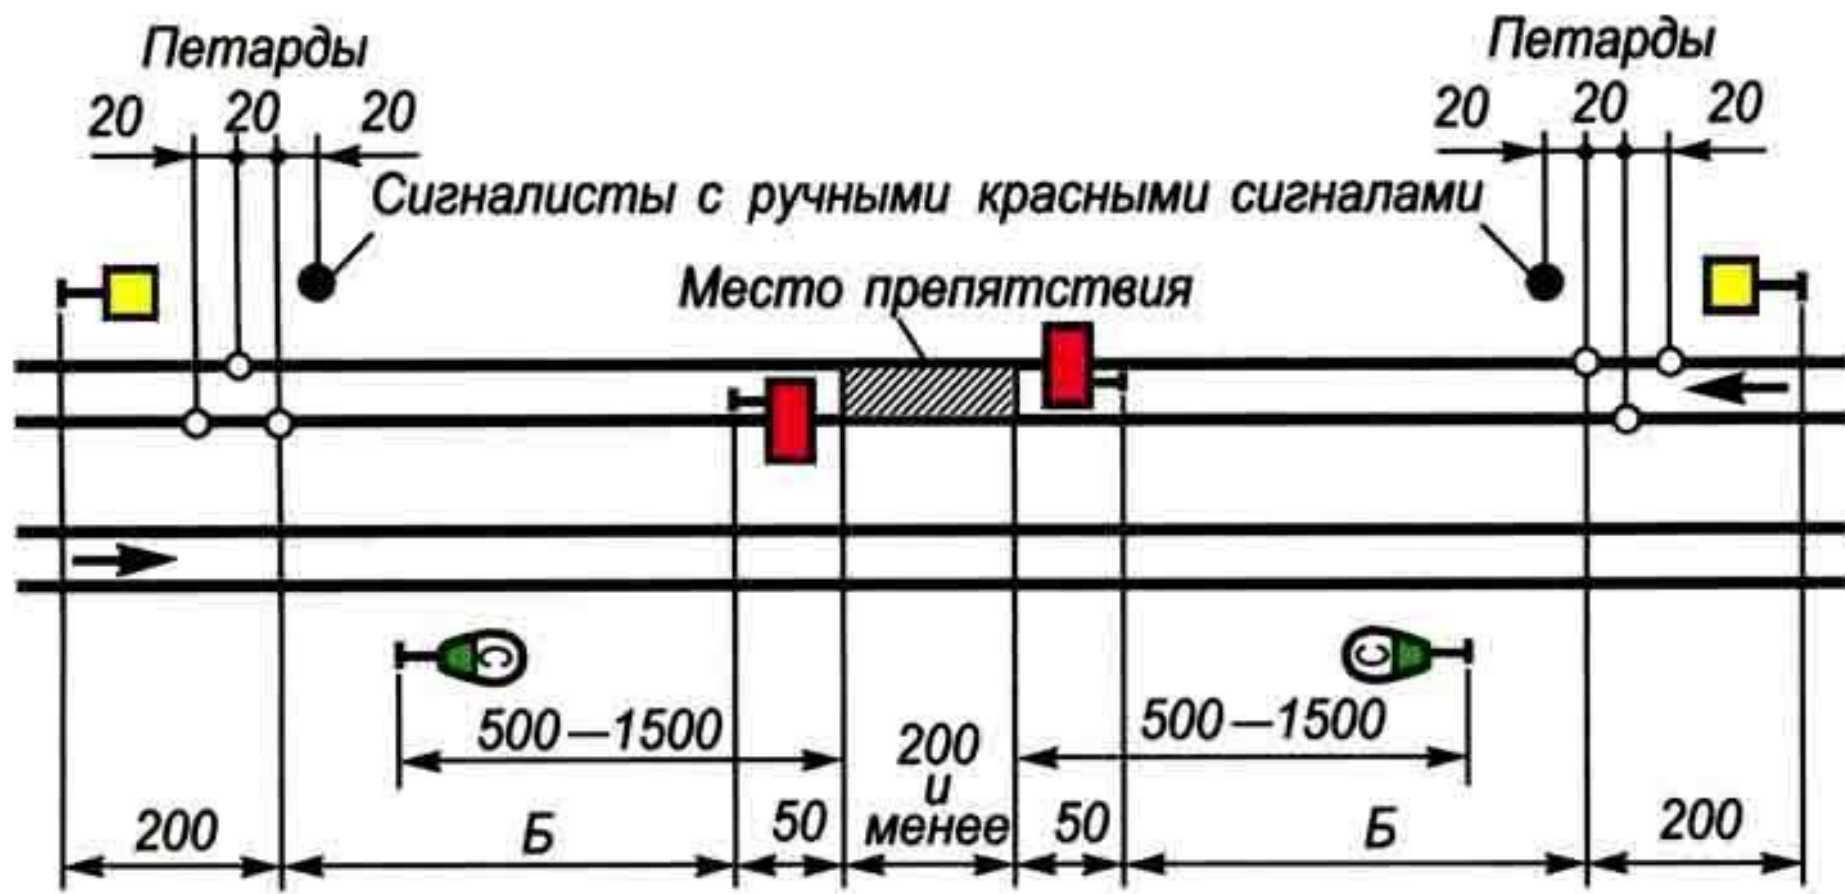 Петарды
Петарды
20 20 20
20 20 20
Сигналисты с ручными красными сигналами
Место препятствия
С
С
500—1500
500—1500
200
и
менее
200
Б
50
50
Б
200